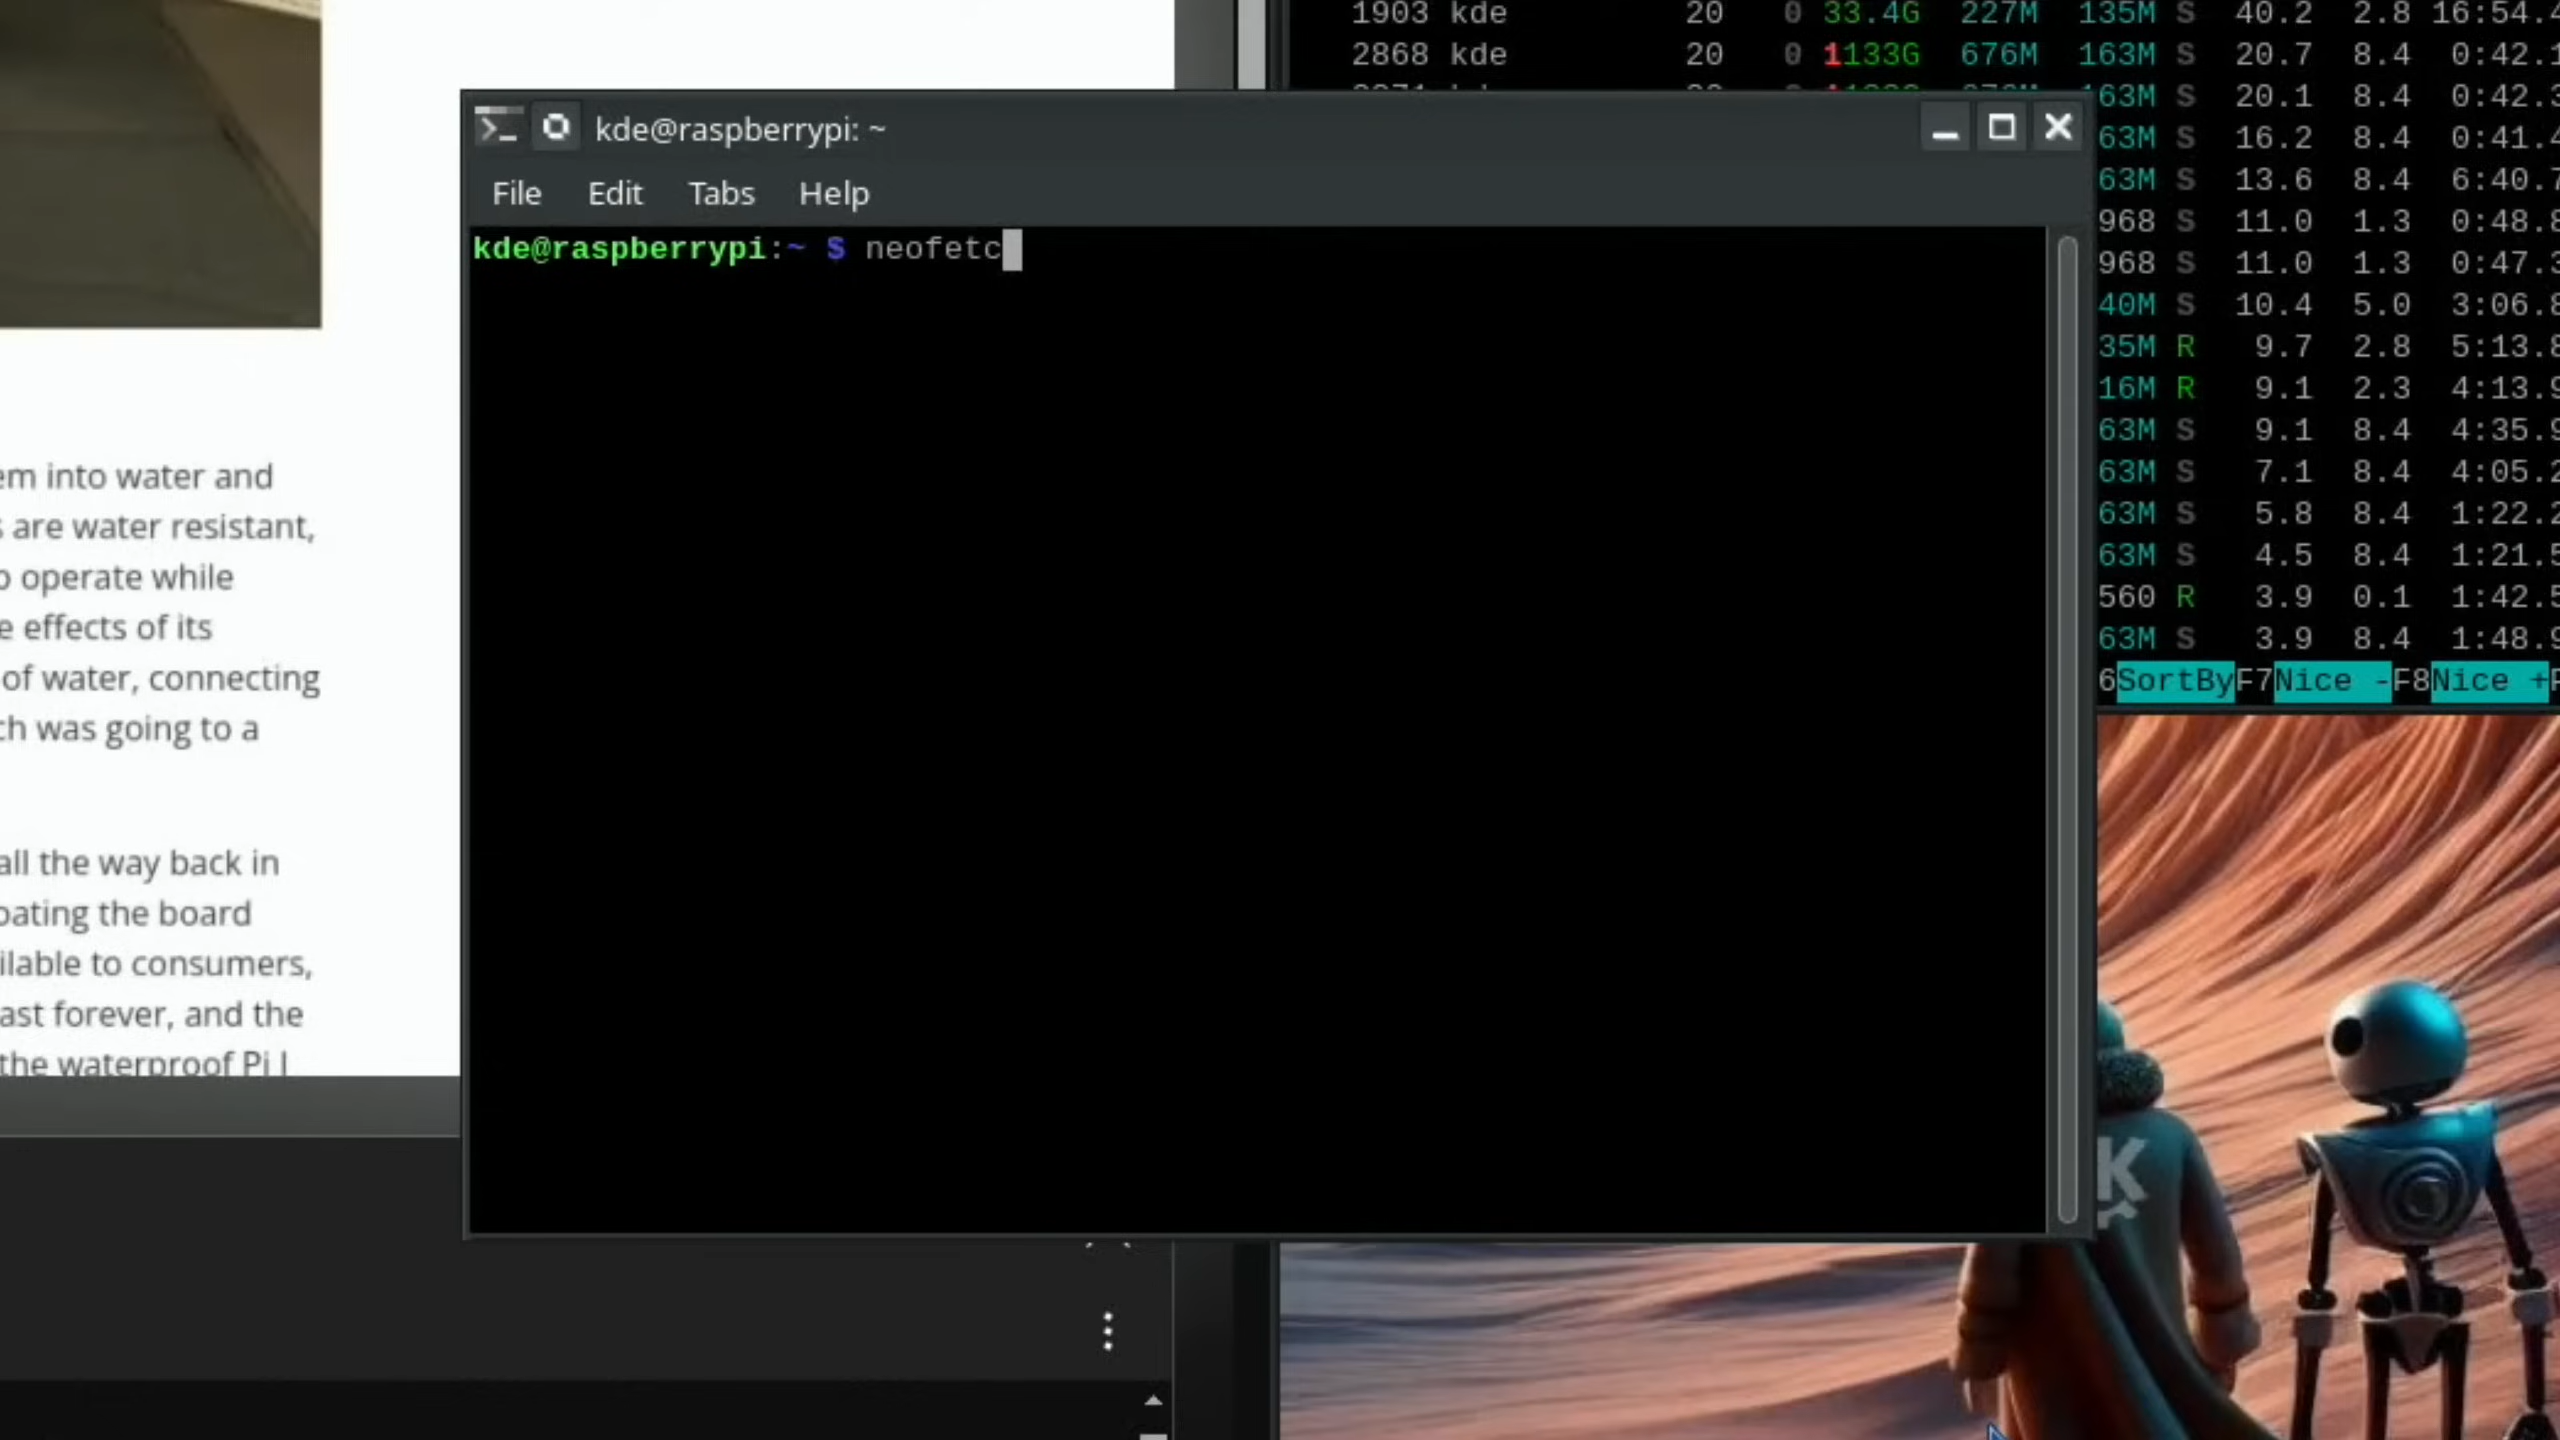 1903 kde 20 0 33.4G 227M 135M S 40.2 2.8 16:54.4
2868 kde 20 0 1133G 676M 163M S 20.7 8.4 0:42.1
163M S 20.1 8.4 0:42.3
63M S 16.2 8.4 0:41.4
63M S 13.6 8.4 6:40.7
968 S 11.0 1.3 0:48.8
968 S 11.0 1.3 0:47.3
40M S 10.4 5.0 3:06.8
35M R 9.7 2.8 5:13.8
16M R 9.1 2.3 4:13.9
63M S 9.1 8.4 4:35.9
63M S 7.1 8.4 4:05.2
63M S 5.8 8.4 1:22.2
63M S 4.5 8.4 1:21.5
560 R 3.9 0.1 1:42.5
63M S 3.9 8.4 1:48.9
6SortByF7Nice -F8Nice +F
kde@raspberrypi: ~
File Edit Tabs Help
kde@raspberrypi:~ $ neofetc
em into water and
s are water resistant,
o operate while
e effects of its
of water, connecting
ch was going to a
all the way back in
oating the board
ilable to consumers,
ast forever, and the
the waterproof Pi I
K